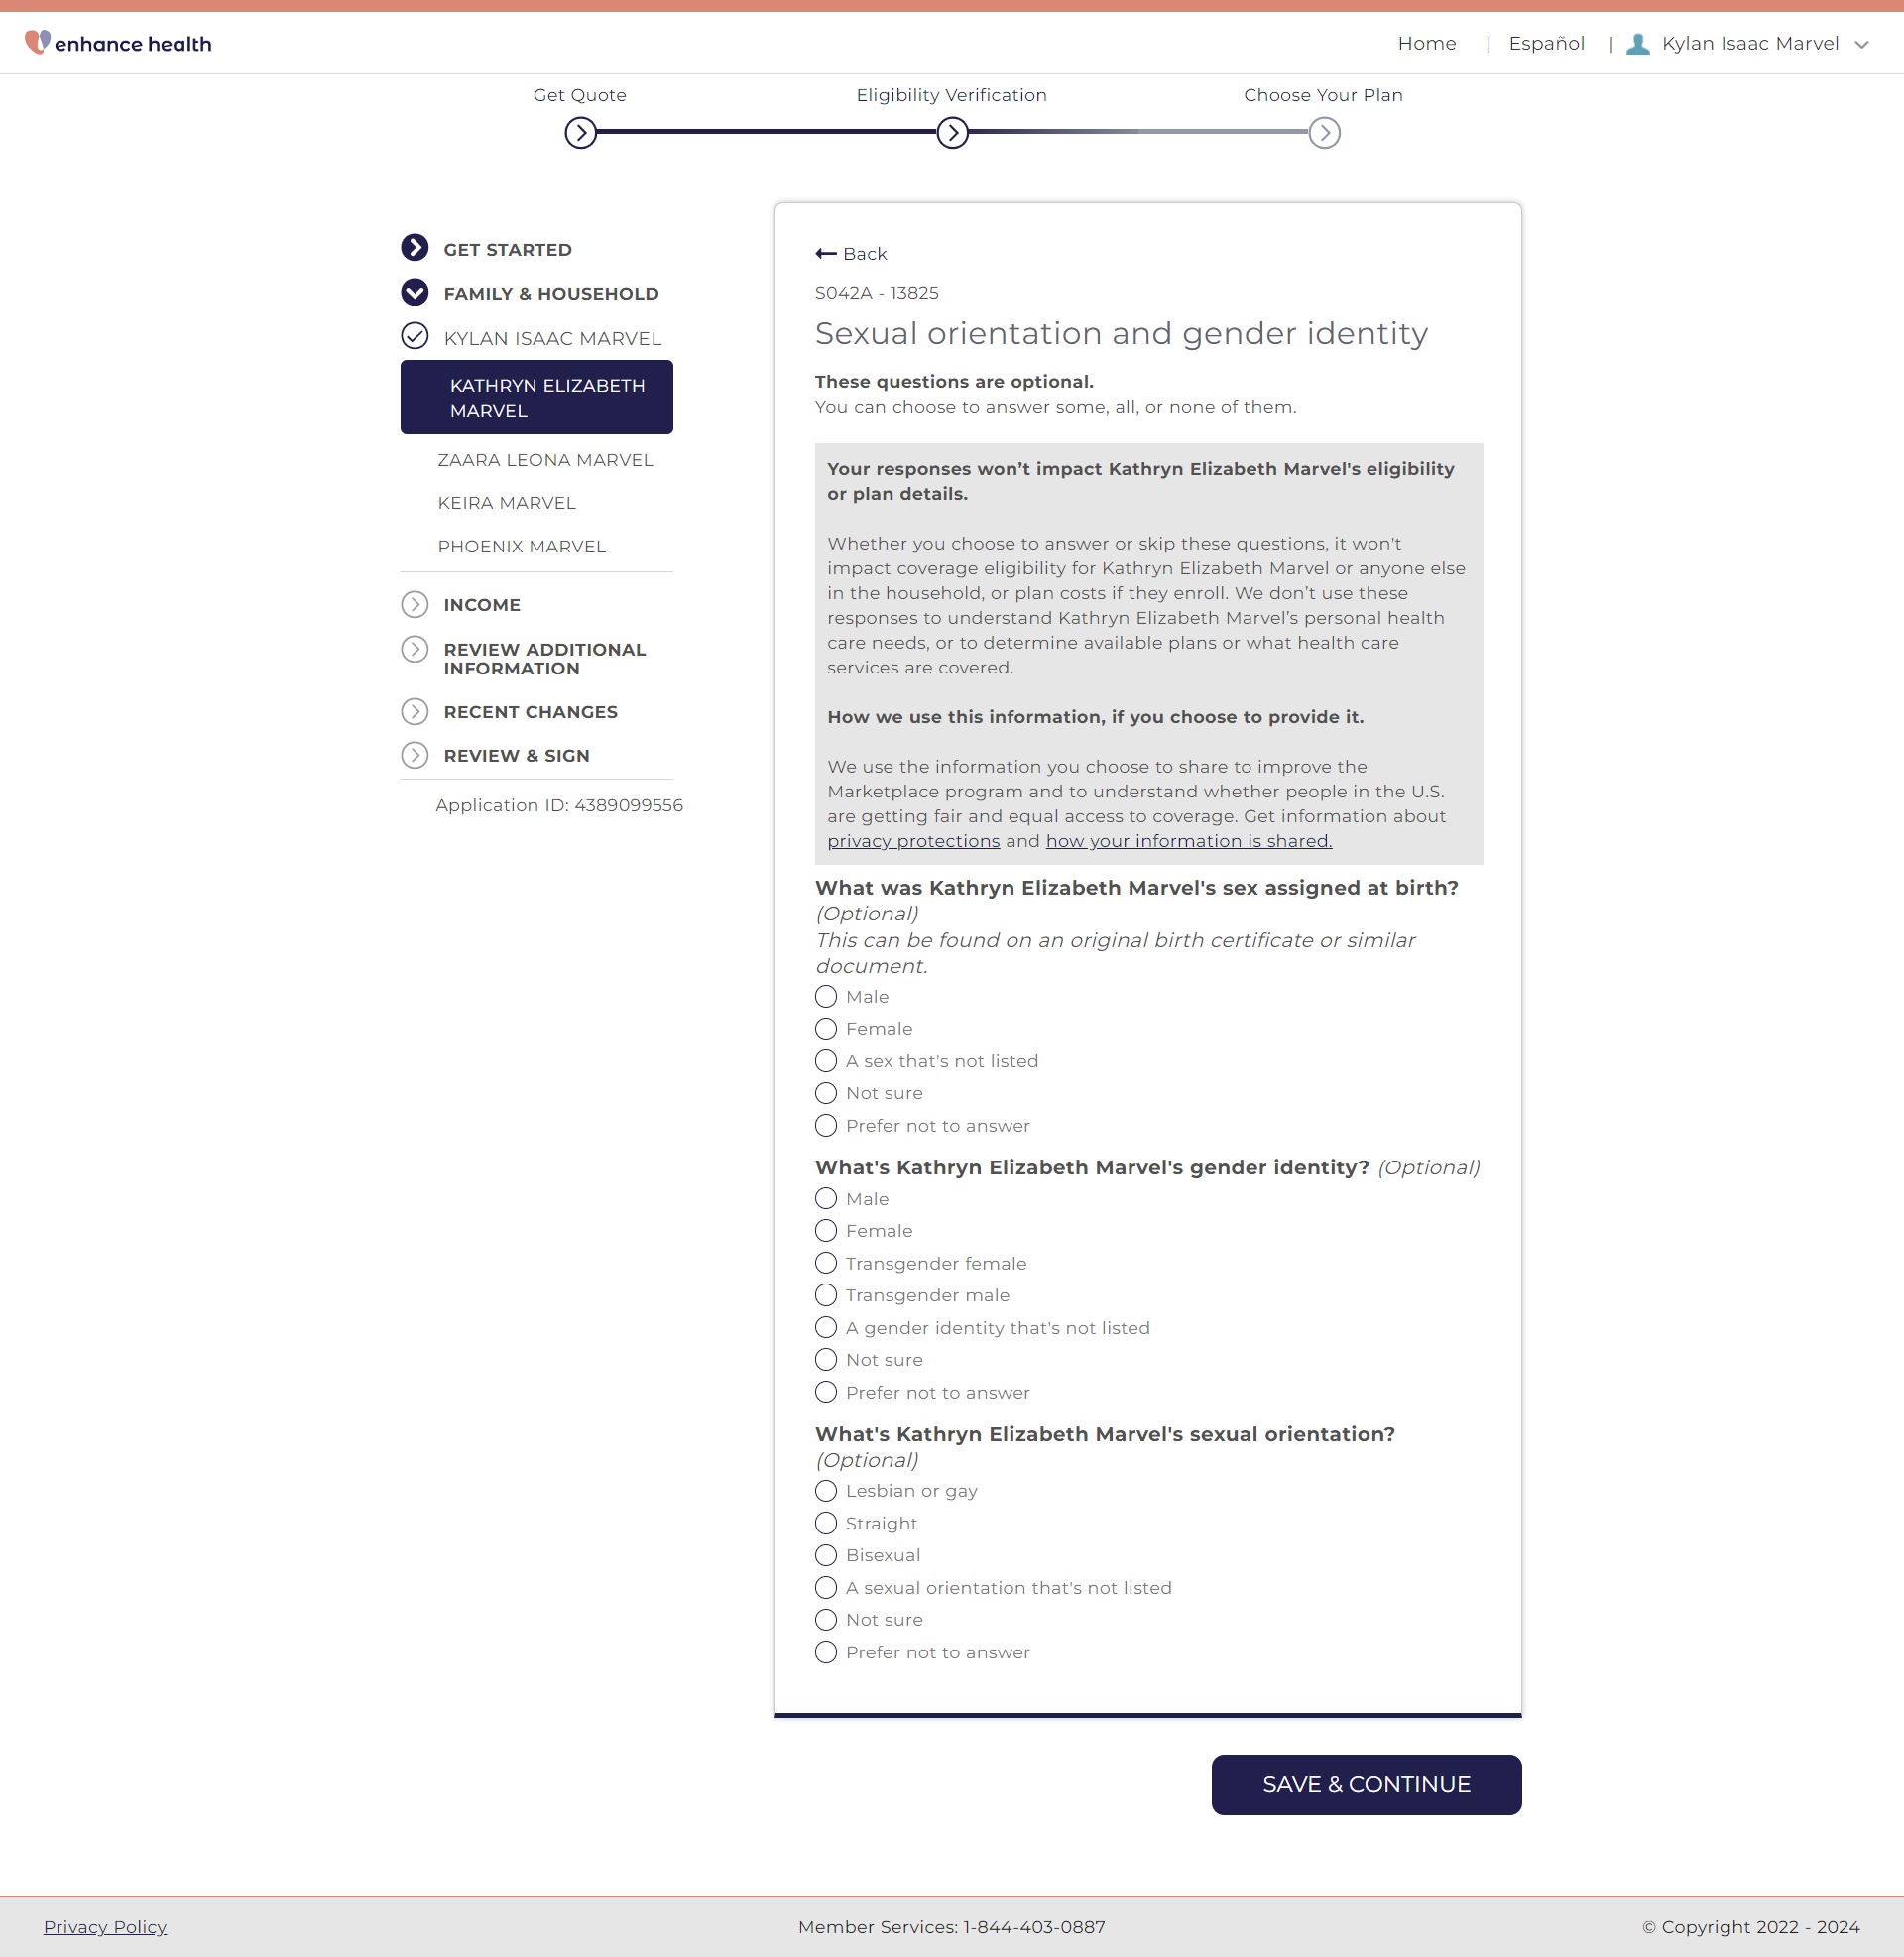 enhance health
Home | Español | Kylan Isaac Marvel
Get Quote
Eligibility Verification
Choose Your Plan
GET STARTED
FAMILY & HOUSEHOLD
KYLAN ISAAC MARVEL
KATHRYN ELIZABETH
MARVEL
ZAARA LEONA MARVEL
KEIRA MARVEL
PHOENIX MARVEL
INCOME
REVIEW ADDITIONAL
INFORMATION
RECENT CHANGES
REVIEW & SIGN
Application ID: 4389099556
Back
S042A - 13825
Sexual orientation and gender identity
These questions are optional.
You can choose to answer some, all, or none of them.
Your responses won’t impact Kathryn Elizabeth Marvel's eligibility
or plan details.
Whether you choose to answer or skip these questions, it won't
impact coverage eligibility for Kathryn Elizabeth Marvel or anyone else
in the household, or plan costs if they enroll. We don’t use these
responses to understand Kathryn Elizabeth Marvel’s personal health
care needs, or to determine available plans or what health care
services are covered.
How we use this information, if you choose to provide it.
We use the information you choose to share to improve the
Marketplace program and to understand whether people in the U.S.
are getting fair and equal access to coverage. Get information about
privacy protections and how your information is shared.
What was Kathryn Elizabeth Marvel's sex assigned at birth?
(Optional)
This can be found on an original birth certificate or similar
document.
Male
Female
A sex that's not listed
Not sure
Prefer not to answer
What's Kathryn Elizabeth Marvel's gender identity? (Optional)
Male
Female
Transgender female
Transgender male
A gender identity that's not listed
Not sure
Prefer not to answer
What's Kathryn Elizabeth Marvel's sexual orientation?
(Optional)
Lesbian or gay
Straight
Bisexual
A sexual orientation that's not listed
Not sure
Prefer not to answer
SAVE & CONTINUE
Privacy Policy
Member Services: 1-844-403-0887
© Copyright 2022 - 2024